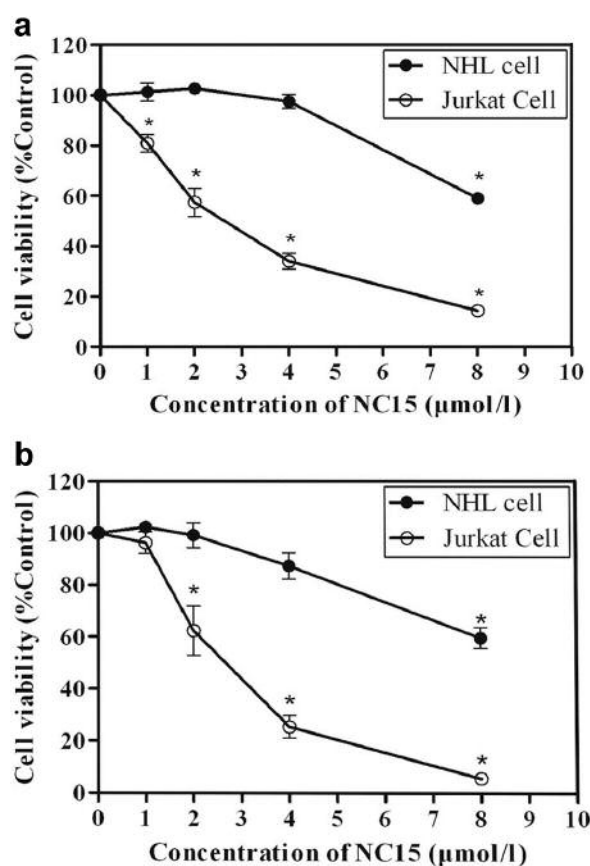 a
120
100
80
60
40
20
0
Cell viability (%Control)
NHL cell
Jurkat Cell
*
*
*
*
*
0 1 2 3 4 5 6 7 8 9 10
Concentration of NC15 (μmol/l)
b
120
100
80
60
40
20
0
Cell viability (%Control)
NHL cell
Jurkat Cell
*
*
*
*
0 1 2 3 4 5 6 7 8 9 10
Concentration of NC15 (μmol/l)